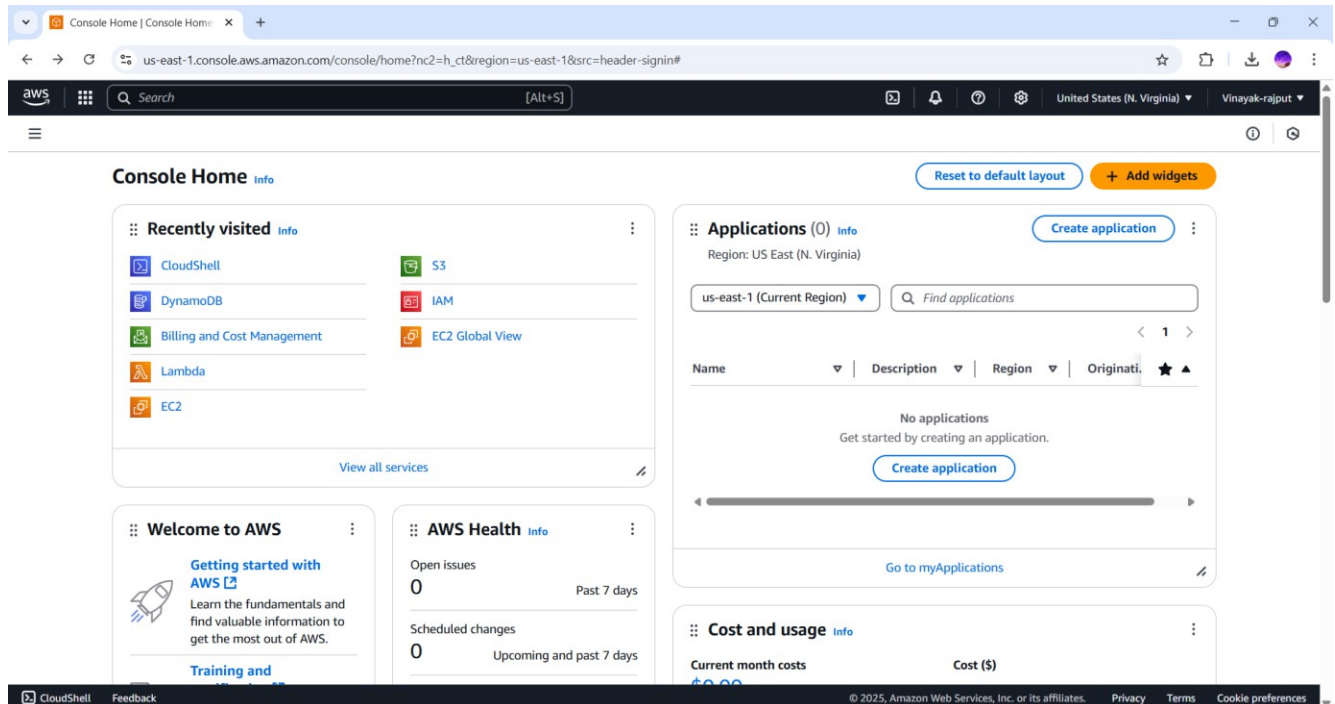 Console Home | Console Home
us-east-1.console.aws.amazon.com/console/home?nc2=h_ct&region=us-east-1&src=header-signin#
aws
Search [Alt+S]
United States (N. Virginia)
Vinayak-rajput
Console Home Info
Reset to default layout
+ Add widgets
Recently visited Info
CloudShell
DynamoDB
Billing and Cost Management
Lambda
EC2
S3
IAM
EC2 Global View
View all services
Applications (0) Info
Create application
Region: US East (N. Virginia)
us-east-1 (Current Region)
Find applications
1
Name Description Region Originati.
No applications
Get started by creating an application.
Create application
Go to myApplications
Welcome to AWS
Getting started with
AWS
Learn the fundamentals and
find valuable information to
get the most out of AWS.
Training and
AWS Health Info
Open issues
0 Past 7 days
Scheduled changes
0 Upcoming and past 7 days
Cost and usage Info
Current month costs Cost ($)
CloudShell Feedback
© 2025, Amazon Web Services, Inc. or its affiliates. Privacy Terms Cookie preferences